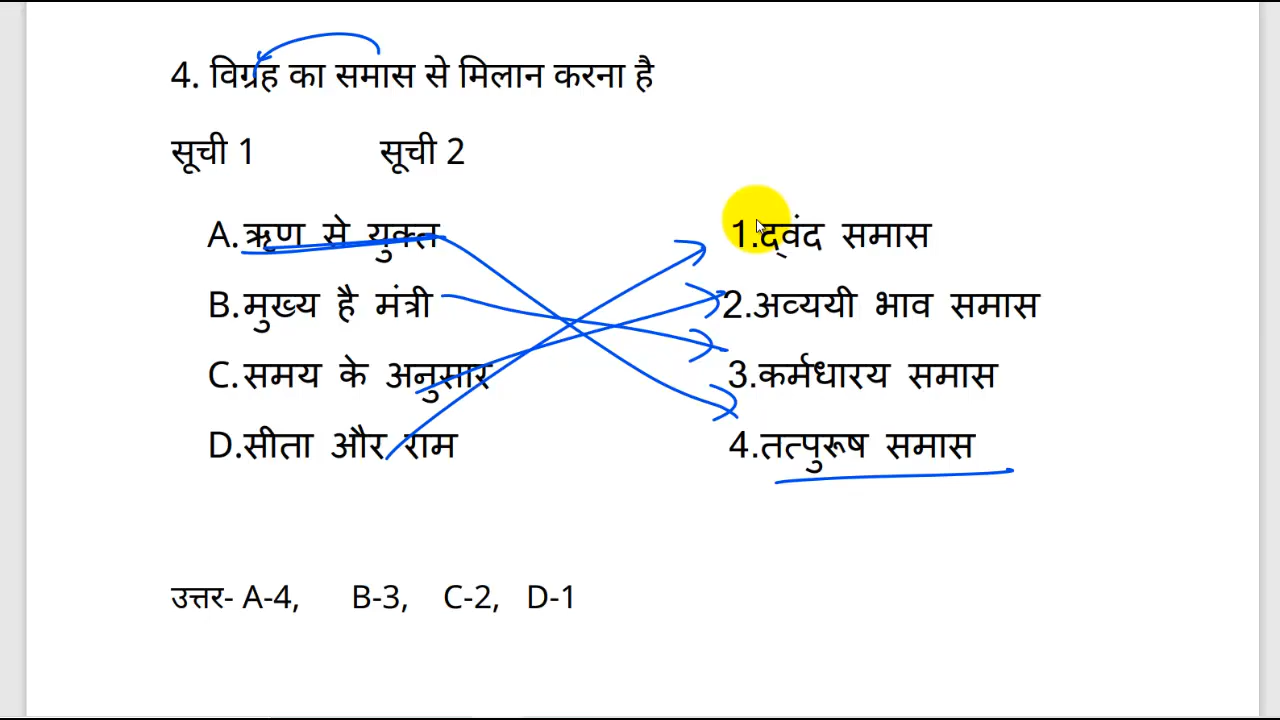 4. विग्रह का समास से मिलान करना है
सूची 1 सूची 2
A.ऋण से युक्त 1.द्वंद समास
B.मुख्य है मंत्री 2.अव्ययी भाव समास
C.समय के अनुसार 3.कर्मधारय समास
D.सीता और राम 4.तत्पुरूष समास
उत्तर- A-4, B-3, C-2, D-1